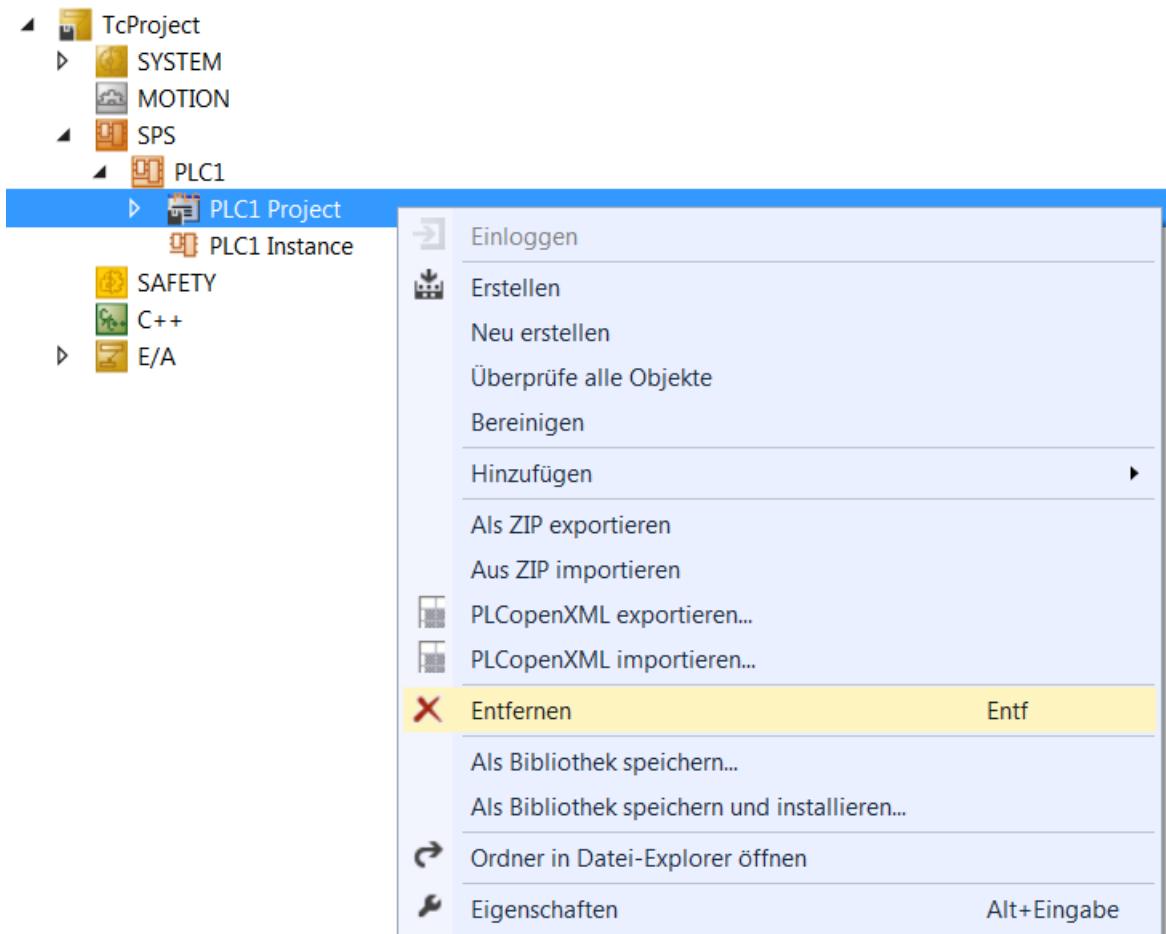 TcProject
SYSTEM
MOTION
SPS
PLC1
PLC1 Project
PLC1 Instance
SAFETY
C++
E/A
Einloggen
Erstellen
Neu erstellen
Überprüfe alle Objekte
Bereinigen
Hinzufügen
Als ZIP exportieren
Aus ZIP importieren
PLCopenXML exportieren...
PLCopenXML importieren...
Entfernen Entf
Als Bibliothek speichern...
Als Bibliothek speichern und installieren...
Ordner in Datei-Explorer öffnen
Eigenschaften Alt+Eingabe